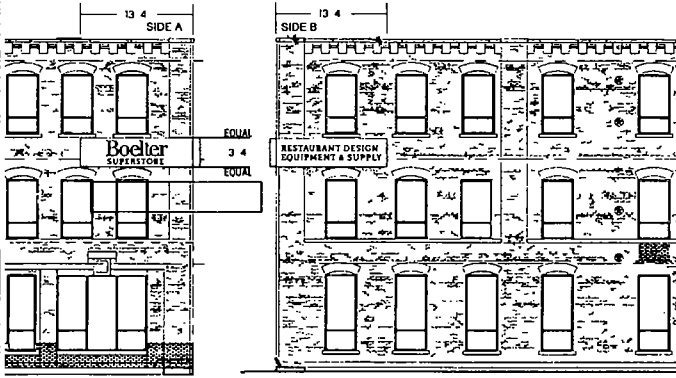 13 4
SIDE A
EQUAL
Boelter
SUPERSTORE
3 4
EQUAL
13 4
SIDE B
RESTAURANT DESIGN
EQUIPMENT & SUPPLY